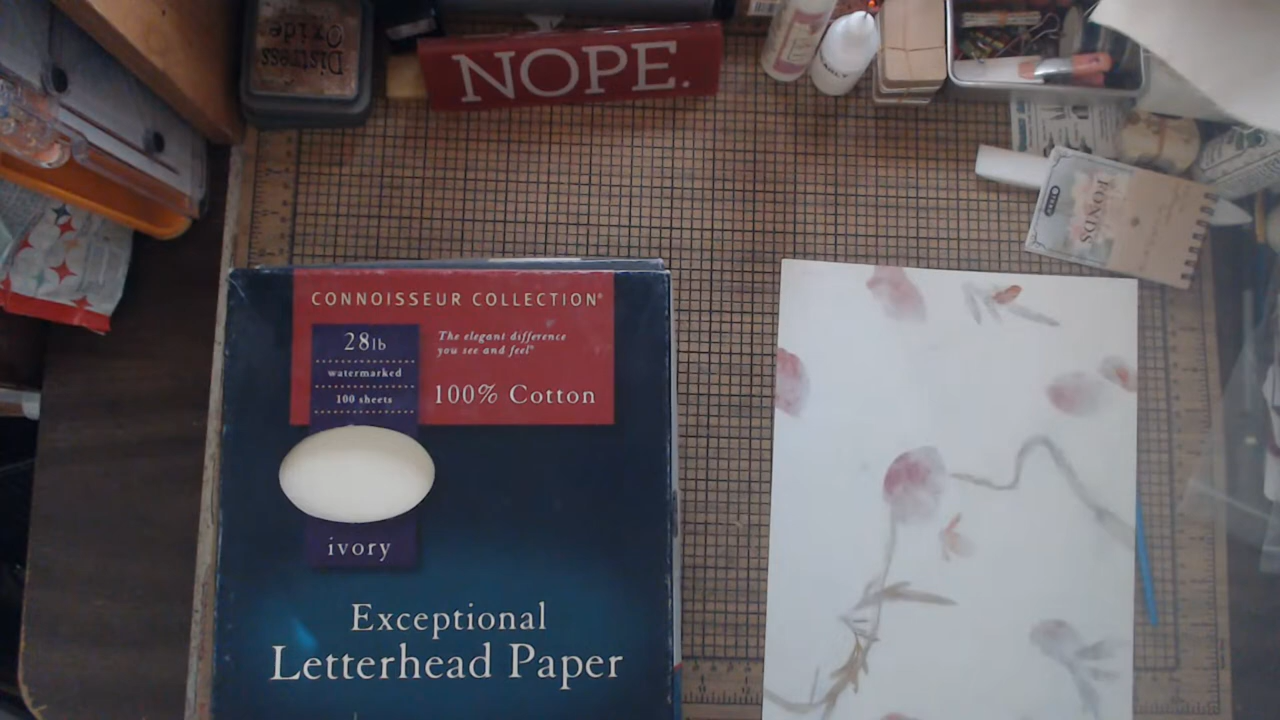 Distress
Oxide
NOPE.
FONDS
CONNOISSEUR COLLECTION®
28lb
watermarked
100 sheets
The elegant difference
you see and feel®
100% Cotton
ivory
Exceptional
Letterhead Paper